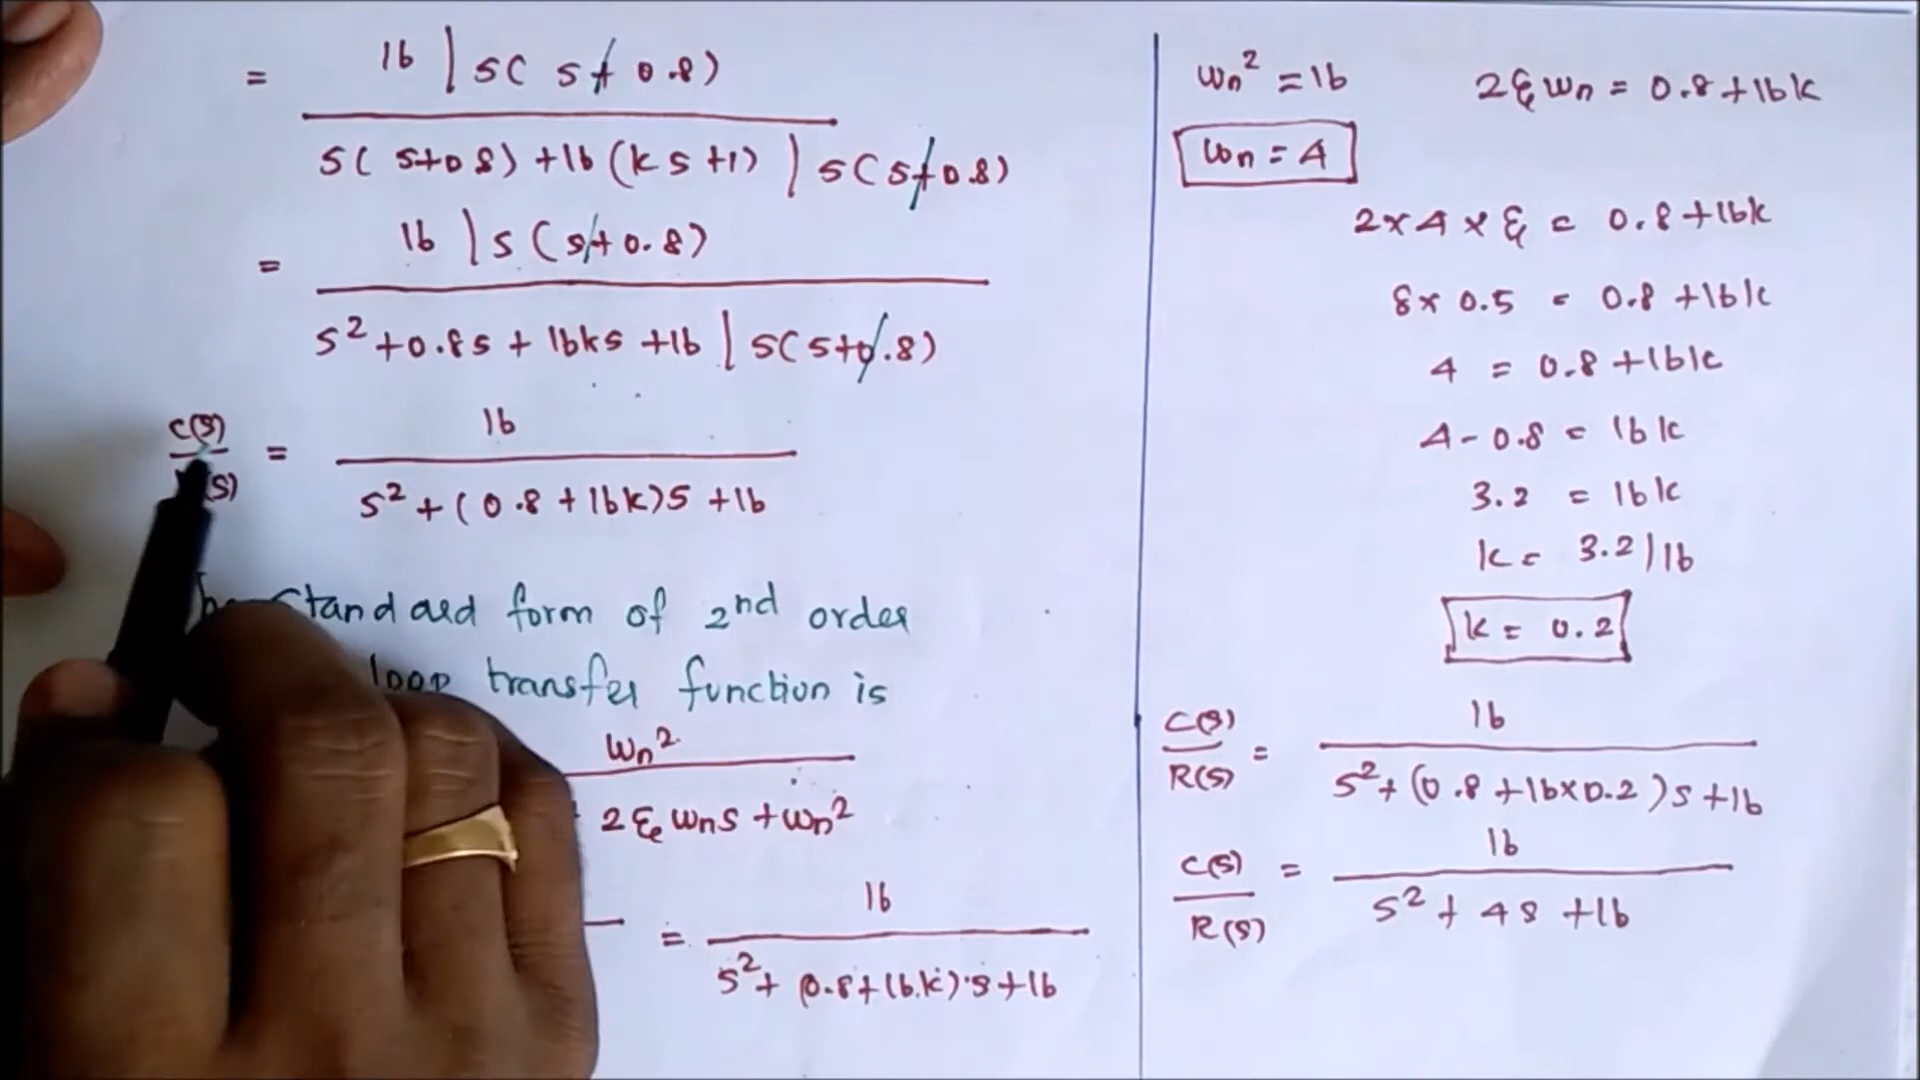 = 16 | s(s+0.8)
s(s+0.8) + 16(ks+1) | s(s+0.8)
= 16 | s(s+0.8)
s² + 0.8s + 16ks + 16 | s(s+0.8)
C(S) = 16
(S) s² + (0.8 + 16k)s + 16
Standard form of 2nd order
loop transfer function is
ωn²
2ξωns + ωn²
= 16
s² + (0.8 + 16.k).s + 16
ωn² = 16 2ξωn = 0.8 + 16k
ωn = 4
2 x 4 x ξ = 0.8 + 16k
8 x 0.5 = 0.8 + 16k
4 = 0.8 + 16k
4 - 0.8 = 16k
3.2 = 16k
k = 3.2 | 16
k = 0.2
C(S) = 16
R(S) s² + (0.8 + 16x0.2)s + 16
C(S) = 16
R(S) s² + 4s + 16